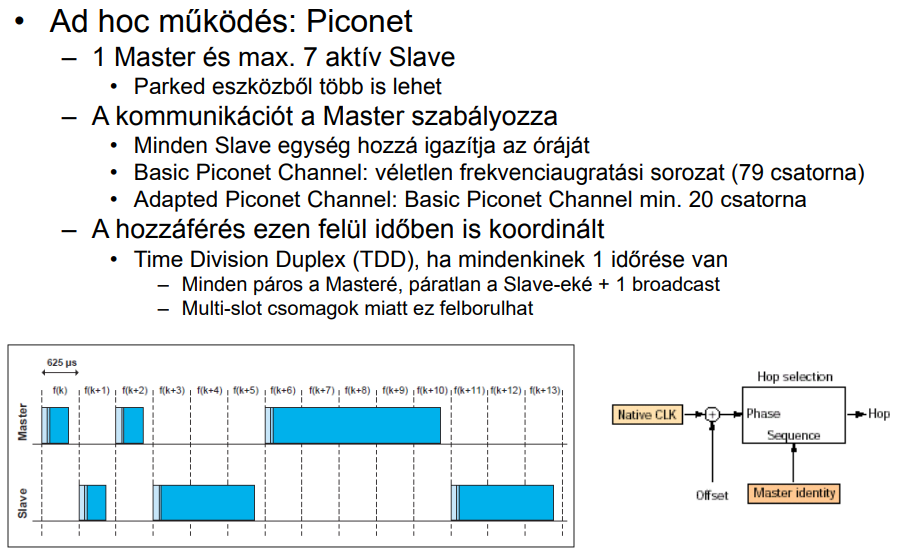 • Ad hoc működés: Piconet
– 1 Master és max. 7 aktív Slave
• Parked eszközből több is lehet
– A kommunikációt a Master szabályozza
• Minden Slave egység hozzá igazítja az óráját
• Basic Piconet Channel: véletlen frekvenciaugratási sorozat (79 csatorna)
• Adapted Piconet Channel: Basic Piconet Channel min. 20 csatorna
– A hozzáférés ezen felül időben is koordinált
• Time Division Duplex (TDD), ha mindenkinek 1 időrése van
– Minden páros a Masteré, páratlan a Slave-eké + 1 broadcast
– Multi-slot csomagok miatt ez felborulhat
625 µs
f(k) f(k+1) f(k+2) f(k+3) f(k+4) f(k+5) f(k+6) f(k+7) f(k+8) f(k+9) f(k+10) f(k+11) f(k+12) f(k+13)
Master
Slave
Hop selection
Native CLK
+
Phase
Hop
Sequence
Offset
Master identity